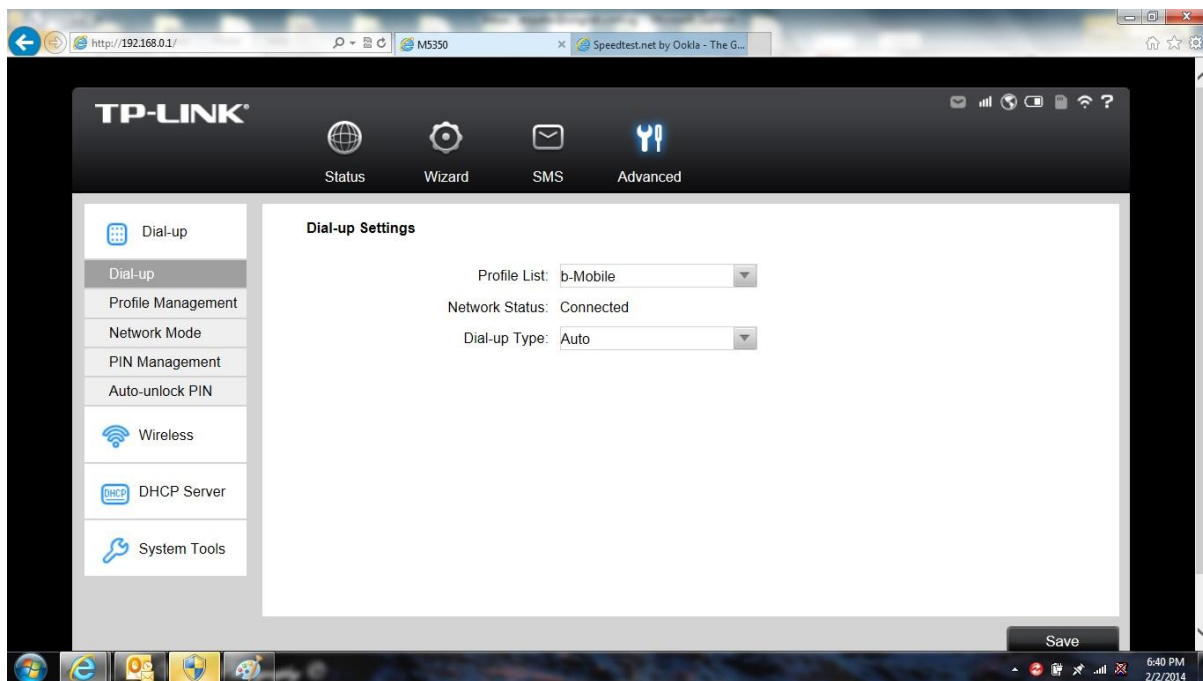 http://192.168.0.1/
M5350
Speedtest.net by Ookla - The G...
TP-LINK
Status
Wizard
SMS
Advanced
Dial-up
Dial-up
Profile Management
Network Mode
PIN Management
Auto-unlock PIN
Wireless
DHCP
DHCP Server
System Tools
Dial-up Settings
Profile List: b-Mobile
Network Status: Connected
Dial-up Type: Auto
Save
6:40 PM
2/2/2014